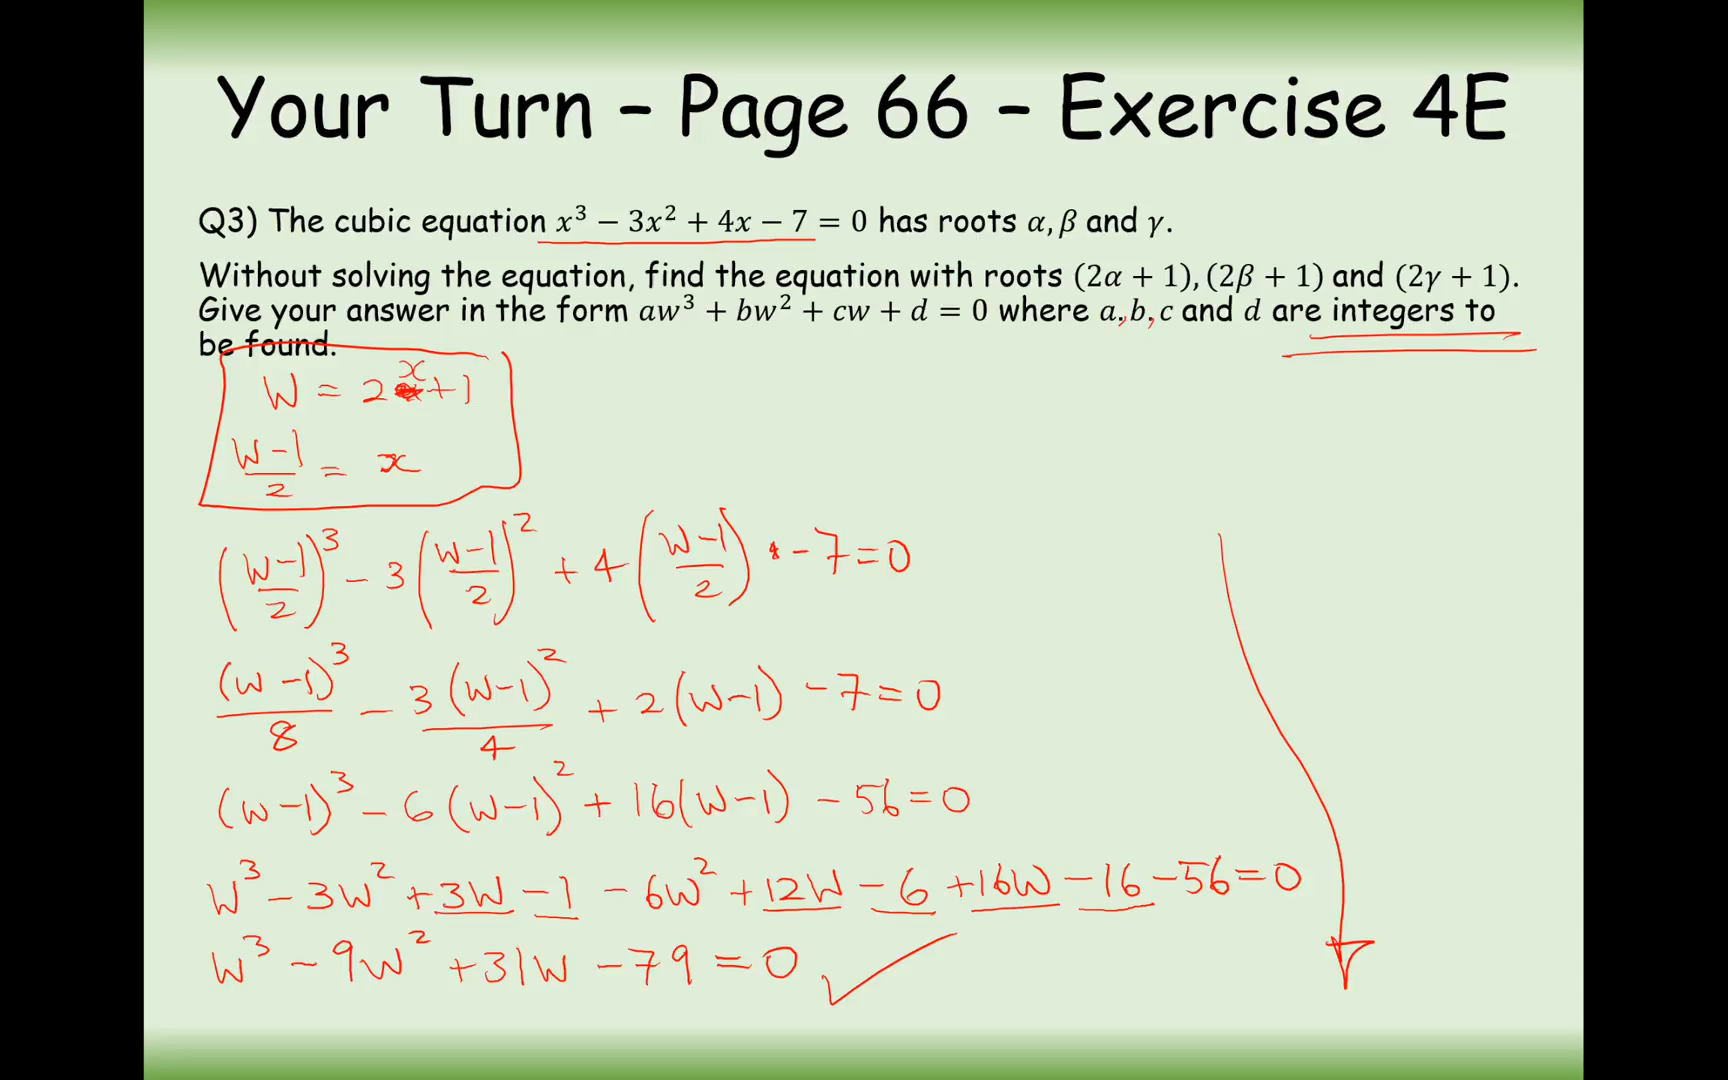 Your Turn – Page 66 – Exercise 4E
Q3) The cubic equation x³ − 3x² + 4x − 7 = 0 has roots α, β and γ.
Without solving the equation, find the equation with roots (2α + 1), (2β + 1) and (2γ + 1).
Give your answer in the form aw³ + bw² + cw + d = 0 where a, b, c and d are integers to
be found.
W = 2x+1
(W−1)/2 = x
((W−1)/2)³ − 3((W−1)/2)² + 4((W−1)/2) − 7 = 0
(W−1)³/8 − 3(W−1)²/4 + 2(W−1) − 7 = 0
(W−1)³ − 6(W−1)² + 16(W−1) − 56 = 0
W³ − 3W² + 3W − 1 − 6W² + 12W − 6 + 16W − 16 − 56 = 0
W³ − 9W² + 31W − 79 = 0 ✓